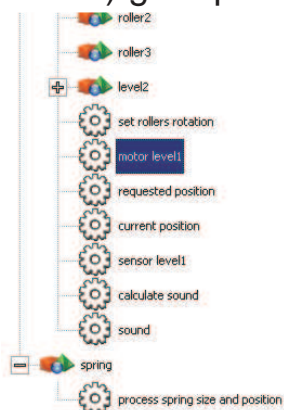 roller2
roller3
level2
set rollers rotation
motor level1
requested position
current position
sensor level1
calculate sound
sound
spring
process spring size and position